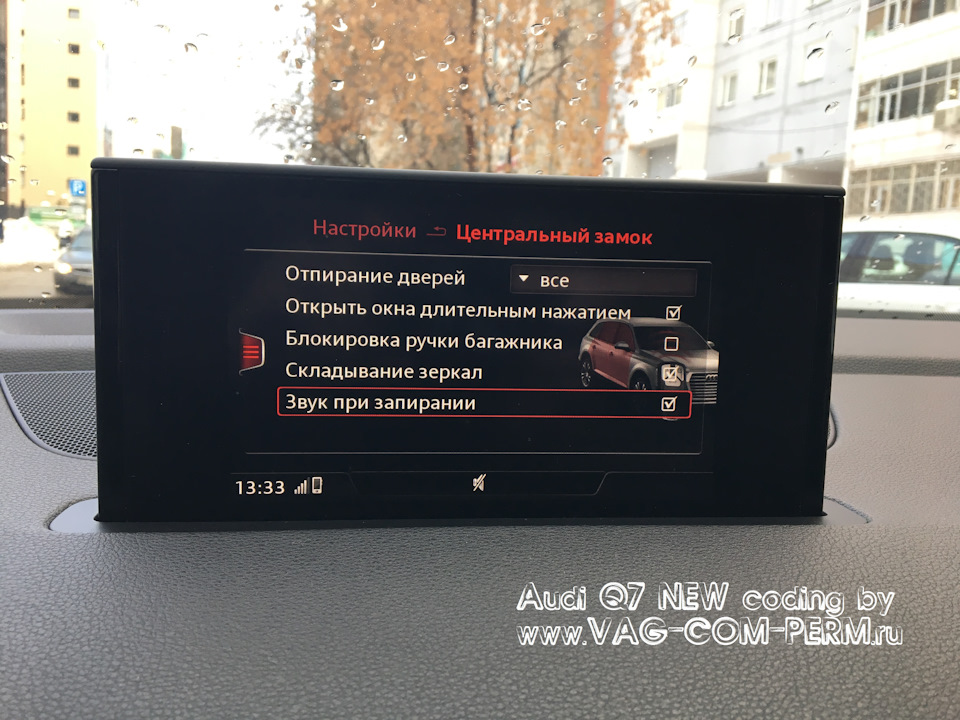 Настройки Центральный замок
Отпирание дверей все
Открыть окна длительным нажатием
Блокировка ручки багажника
Складывание зеркал
Звук при запирании
13:33
P
Audi Q7 NEW coding by
www.VAG-COM-PERM.ru